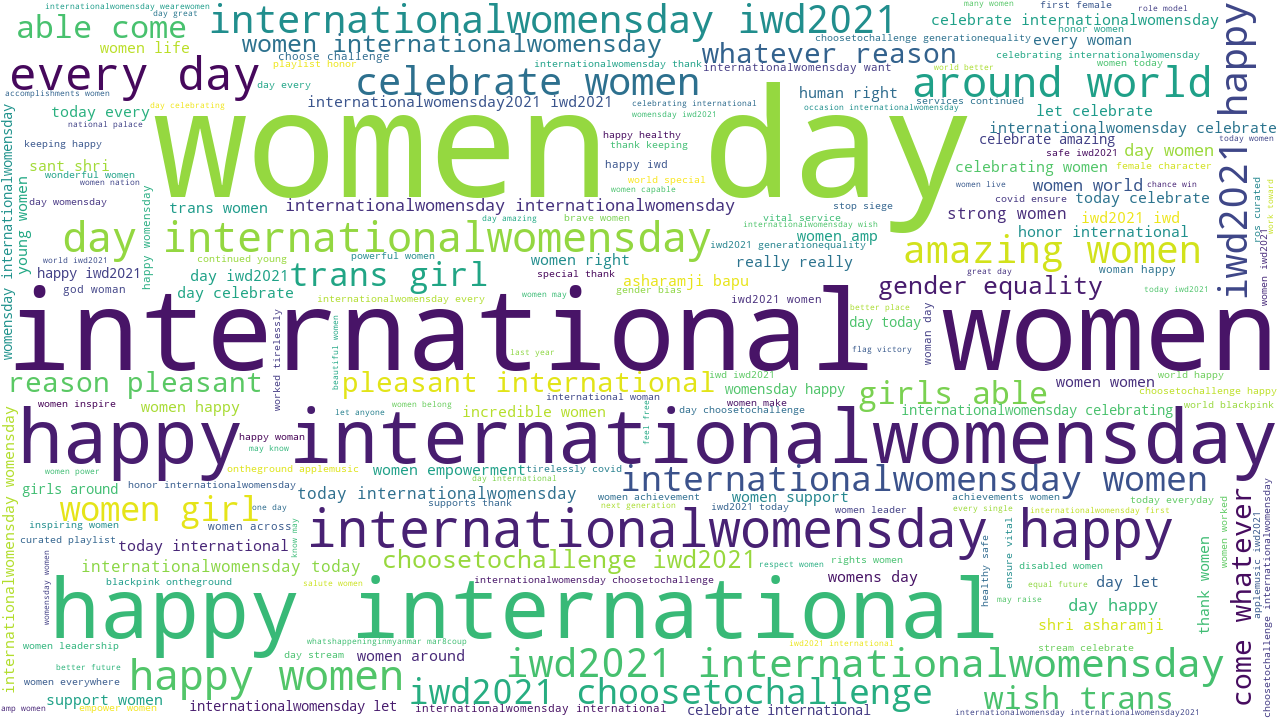 internationalwomensday wearwomen
day great
able come
internationalwomensday iwd2021
many women
first female
role model
celebrate internationalwomensday
honor women
women life
women internationalwomensday
choosetochallenge generationequality
every woman
choose challenge
whatever reason
celebrating internationalwomensday
every day
playlist honor
internationalwomensday thank
internationalwomensday want
world better
women today
celebrate women
around world
day every
accomplishments women
human right
internationalwomensday2021 iwd2021
celebrating international
occasion internationalwomensday
services continued
let celebrate
today every
day celebrating
womensday iwd2021
national palace
women day
happy healthy
thank keeping
internationalwomensday celebrate
celebrate amazing
today women
keeping happy
safe iwd2021
day women
sant shri
happy iwd
celebrating women
female character
wonderful women
women nation
world special
women capable
women live
women world
chance win
day womensday
trans women
internationalwomensday internationalwomensday
stop siege
covid ensure
today celebrate
day amazing
brave women
vital service
internationalwomensday wish
strong women
iwd2021 iwd
day internationalwomensday
women amp
honor international
iwd2021 generationequality
amazing women
continued young
powerful women
women right
really really
world iwd2021
happy iwd2021
day iwd2021
trans girl
special thank
asharamji bapu
great day
woman happy
gender equality
god woman
day celebrate
internationalwomensday every
women may
gender bias
iwd2021 women
today iwd2021
better place
international women
day today
flag victory
last year
reason pleasant
pleasant international
iwd iwd2021
world happy
women women
womensday happy
girls able
choosetochallenge happy
women inspire
women happy
let anyone
women belong
international woman
incredible women
women make
day choosetochallenge
internationalwomensday celebrating
world blackpink
happy internationalwomensday
happy woman
may know
women power
ontheground applemusic
women empowerment
tirelessly covid
day international
internationalwomensday women
girls around
honor internationalwomensday
today internationalwomensday
supports thank
women achievement
women support
achievements women
today everyday
women girl
one day
next generation
iwd2021 today
women leader
every single
internationalwomensday first
inspiring women
women across
internationalwomensday happy
curated playlist
today international
internationalwomensday today
choosetochallenge iwd2021
respect women
rights women
disabled women
blackpink ontheground
salute women
internationalwomensday choosetochallenge
womens day
equal future
day let
happy international
may raise
day happy
shri asharamji
women leadership
whatshappeninginmyanmar mar8coup
iwd2021 international
day stream
women around
stream celebrate
better future
happy women
iwd2021 internationalwomensday
women everywhere
support women
iwd2021 choosetochallenge
wish trans
amp women
empower women
internationalwomensday let
internationalwomensday international
celebrate international
internationalwomensday internationalwomensday2021
womensday internationalwomensday
young women
happy womensday
iwd2021 happy
ros curated
work toward
women iwd2021
worked tirelessly
beautiful women
woman day
feel free
internationalwomensday womensday
womensday women
know may
healthy safe
ensure vital
thank women
women worked
come whatever
applemusic iwd2021
choosetochallenge internationalwomensday